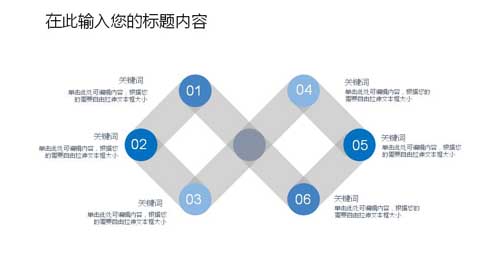 在此输入您的标题内容
关键词
单击此处可编辑内容，根据您
的需要自由拉伸文本框大小
01
04
关键词
单击此处可编辑内容，根据您的
需要自由拉伸文本框大小
关键词
单击此处可编辑内容，根据您
的需要自由拉伸文本框大小
02
05
关键词
单击此处可编辑内容，根据您的
需要自由拉伸文本框大小
关键词
单击此处可编辑内容，根据您
的需要自由拉伸文本框大小
03
06
关键词
单击此处可编辑内容，根据您的
需要自由拉伸文本框大小